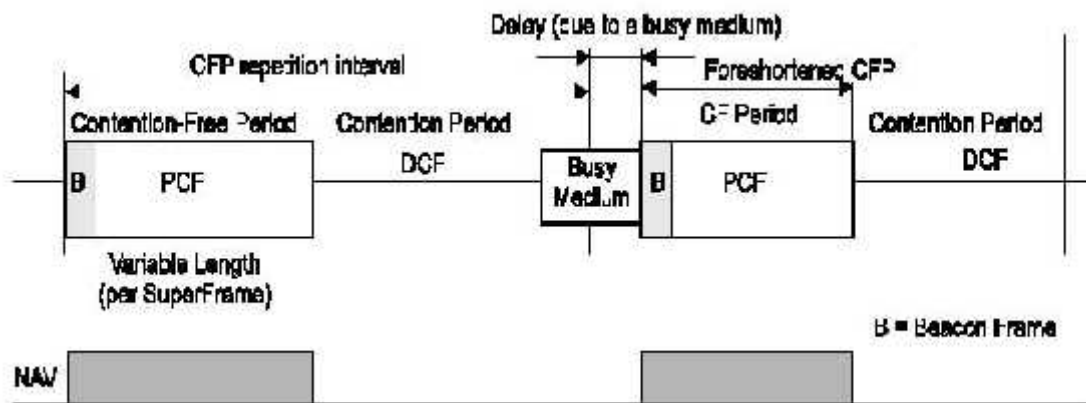 Delay (due to a busy medium)
CFP repetition interval
Foreshortened CFP
Contention-Free Period
Contention Period
CF Period
Contention Period
B
PCF
DCF
Busy
Medium
B
PCF
DCF
Variable Length
(per SuperFrame)
B = Beacon Frame
NAV